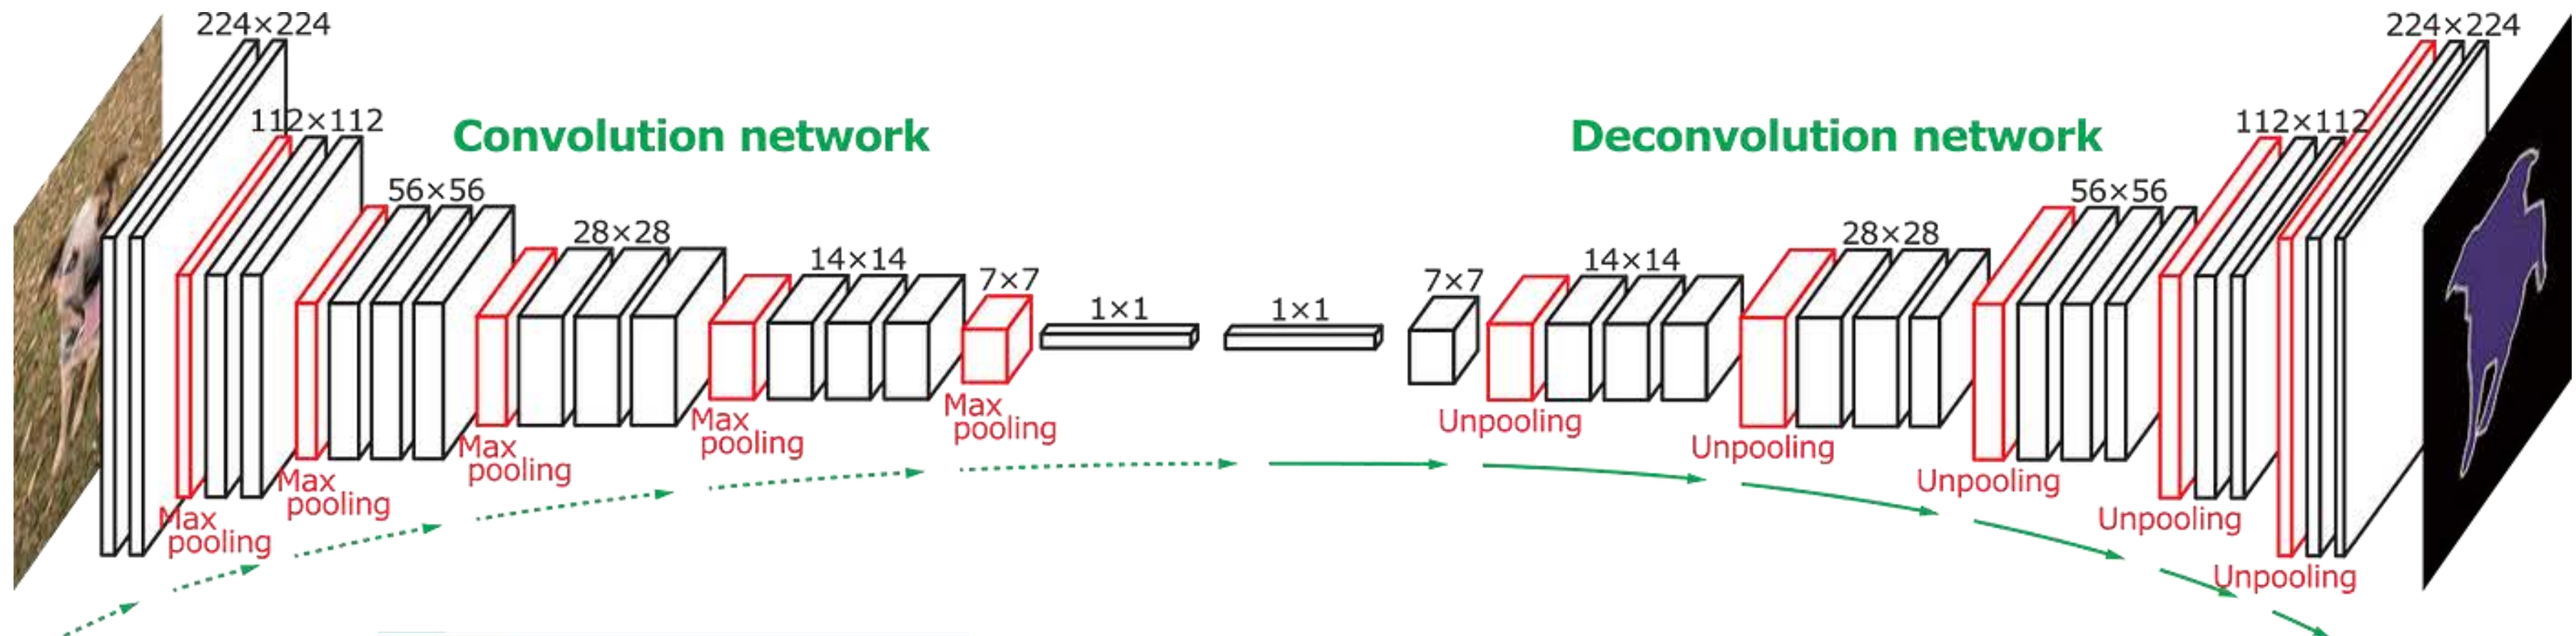 224×224
112×112
Convolution network
56×56
28×28
14×14
7×7
1×1
1×1
Max
pooling
Max
pooling
Max
pooling
Max
pooling
Max
pooling
224×224
112×112
Deconvolution network
56×56
28×28
14×14
7×7
Unpooling
Unpooling
Unpooling
Unpooling
Unpooling